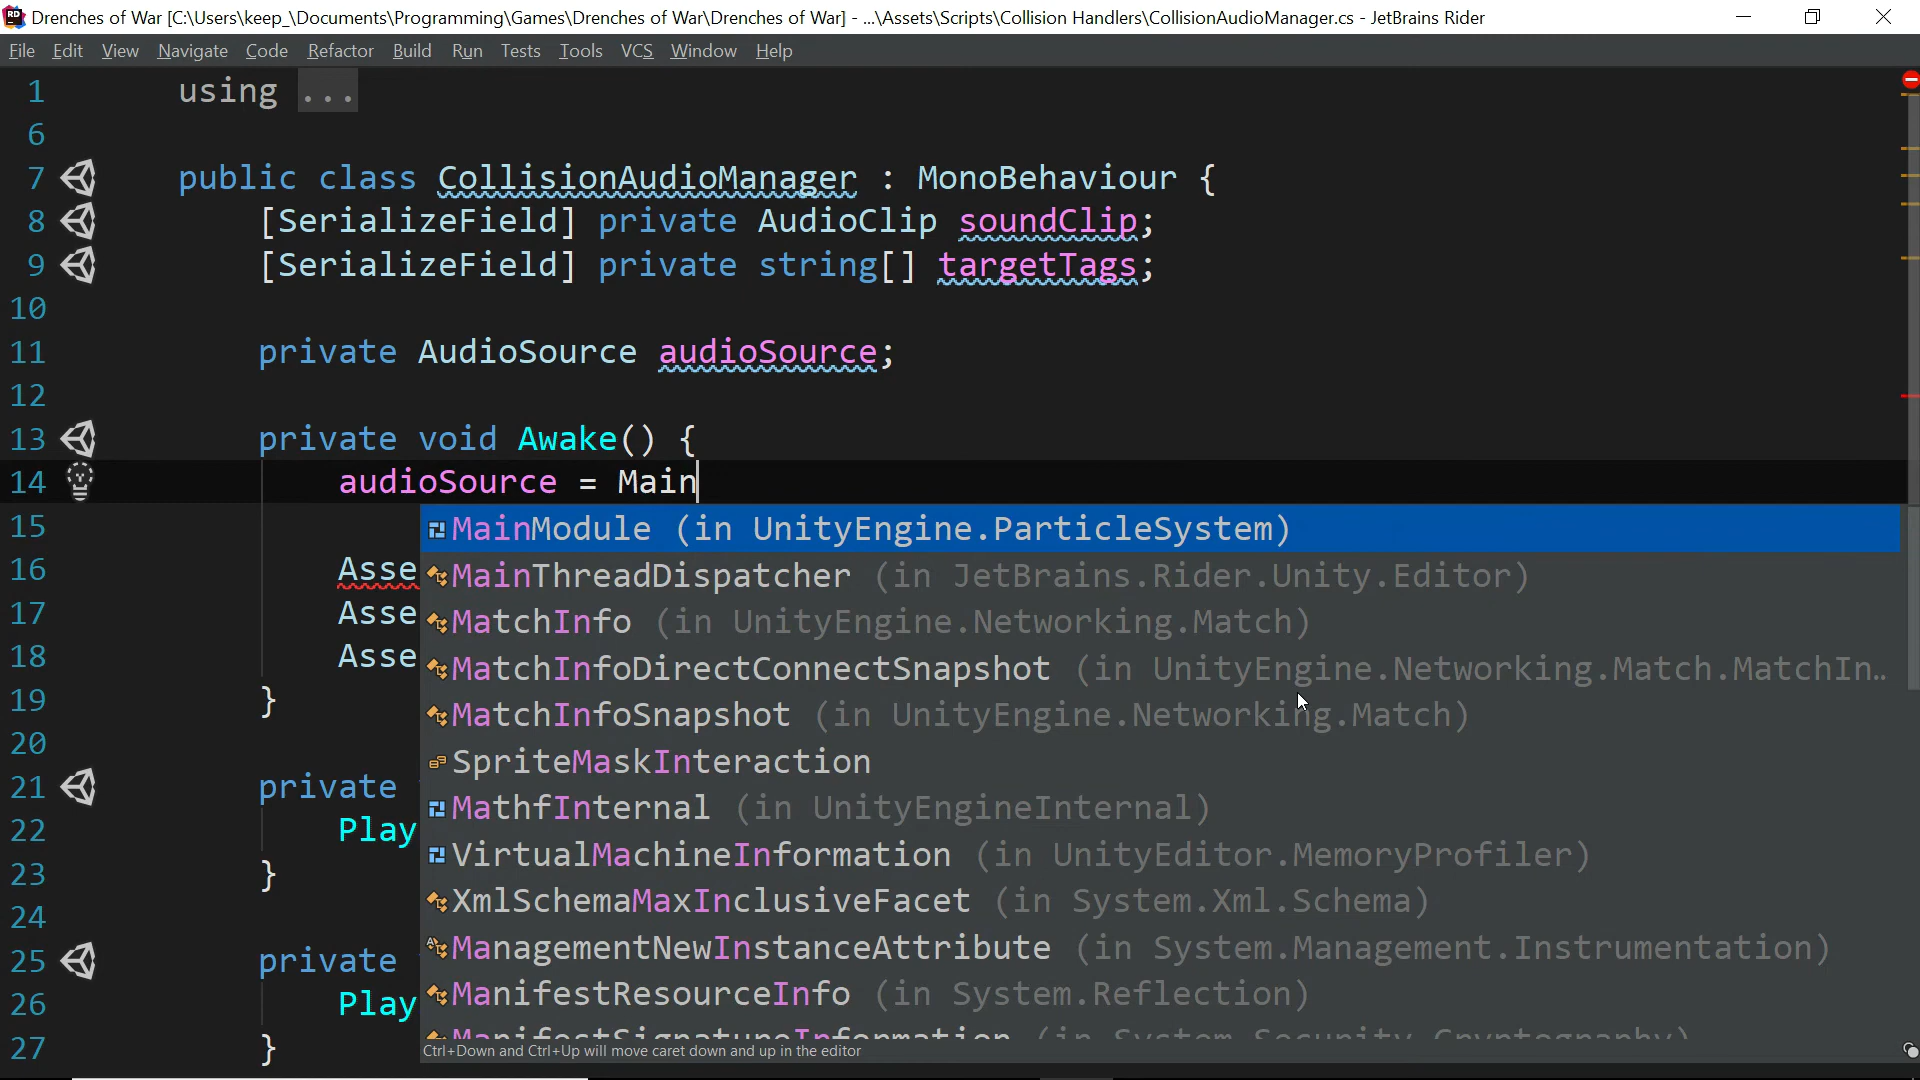 Drenches of War [C:\Users\keep_\Documents\Programming\Games\Drenches of War\Drenches of War] - ...\Assets\Scripts\Collision Handlers\CollisionAudioManager.cs - JetBrains Rider
File Edit View Navigate Code Refactor Build Run Tests Tools VCS Window Help
1 using ...
6
7 public class CollisionAudioManager : MonoBehaviour {
8 [SerializeField] private AudioClip soundClip;
9 [SerializeField] private string[] targetTags;
10
11 private AudioSource audioSource;
12
13 private void Awake() {
14 audioSource = Main
15 MainModule (in UnityEngine.ParticleSystem)
16 Asse MainThreadDispatcher (in JetBrains.Rider.Unity.Editor)
17 Asse MatchInfo (in UnityEngine.Networking.Match)
18 Asse MatchInfoDirectConnectSnapshot (in UnityEngine.Networking.Match.MatchIn…
19 } MatchInfoSnapshot (in UnityEngine.Networking.Match)
20 SpriteMaskInteraction
21 private MathfInternal (in UnityEngineInternal)
22 Play VirtualMachineInformation (in UnityEditor.MemoryProfiler)
23 } XmlSchemaMaxInclusiveFacet (in System.Xml.Schema)
24 ManagementNewInstanceAttribute (in System.Management.Instrumentation)
25 private ManifestResourceInfo (in System.Reflection)
26 Play ManifestSignatureInformation (in System.Security.Cryptography)
27 } Ctrl+Down and Ctrl+Up will move caret down and up in the editor